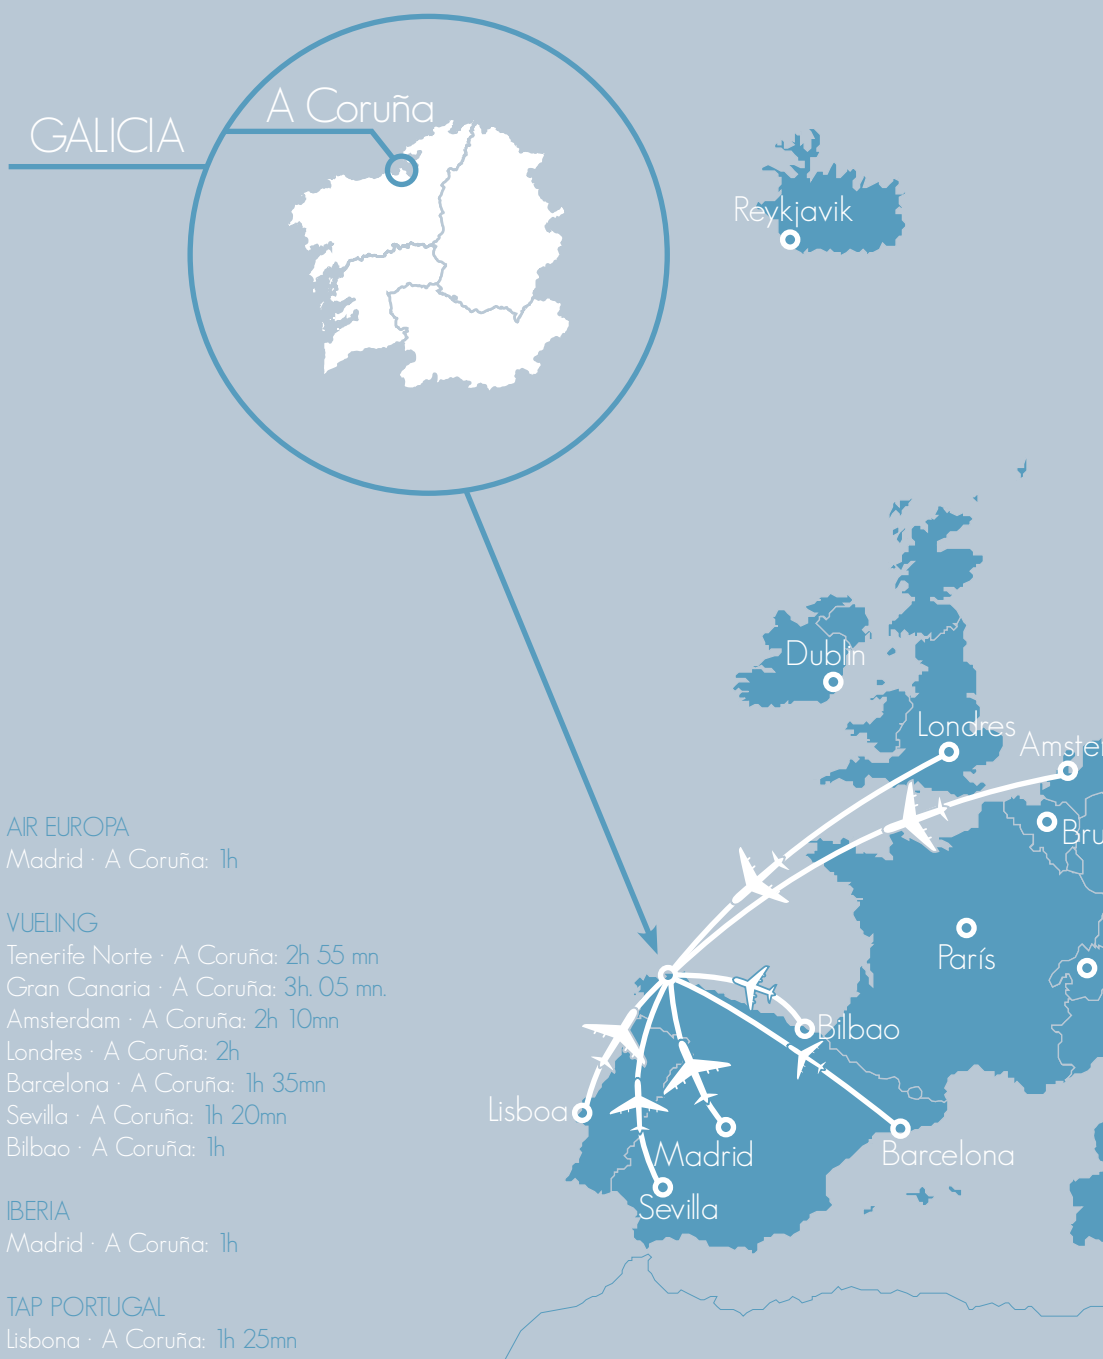 GALICIA
A Coruña
Reykjavik
Dublin
Londres
Amster
Bru
París
Bilbao
Lisboa
Madrid
Barcelona
Sevilla
AIR EUROPA
Madrid · A Coruña: 1h
VUELING
Tenerife Norte · A Coruña: 2h 55 mn
Gran Canaria · A Coruña: 3h. 05 mn.
Amsterdam · A Coruña: 2h 10mn
Londres · A Coruña: 2h
Barcelona · A Coruña: 1h 35mn
Sevilla · A Coruña: 1h 20mn
Bilbao · A Coruña: 1h
IBERIA
Madrid · A Coruña: 1h
TAP PORTUGAL
Lisbona · A Coruña: 1h 25mn